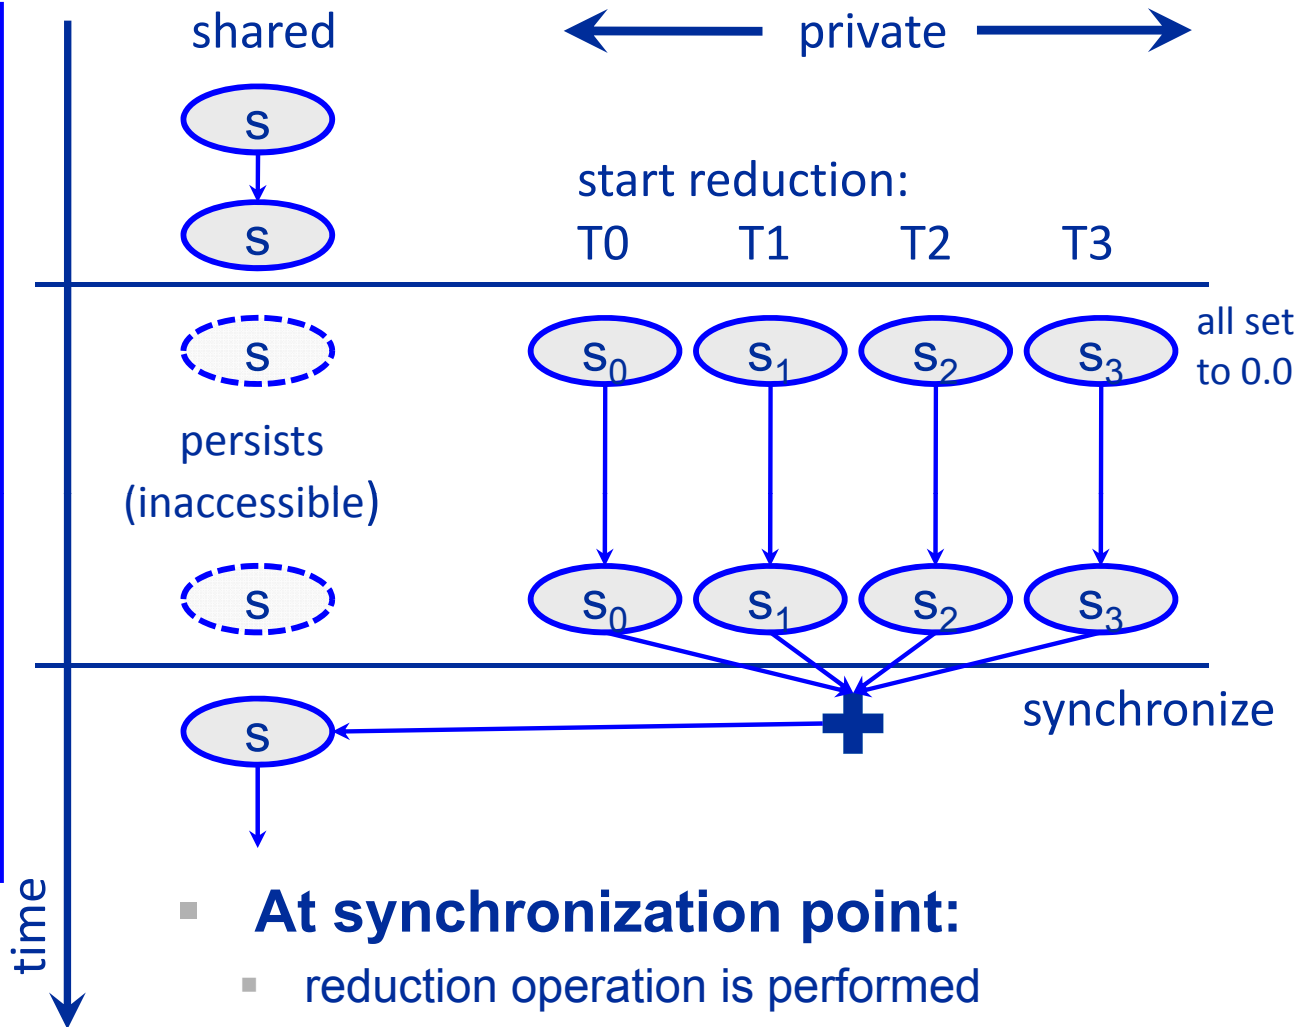 shared
private
s
start reduction:
s
T0 T1 T2 T3
s
s0 s1 s2 s3
all set
to 0.0
persists
(inaccessible)
s
s0 s1 s2 s3
synchronize
s
time
At synchronization point:
reduction operation is performed